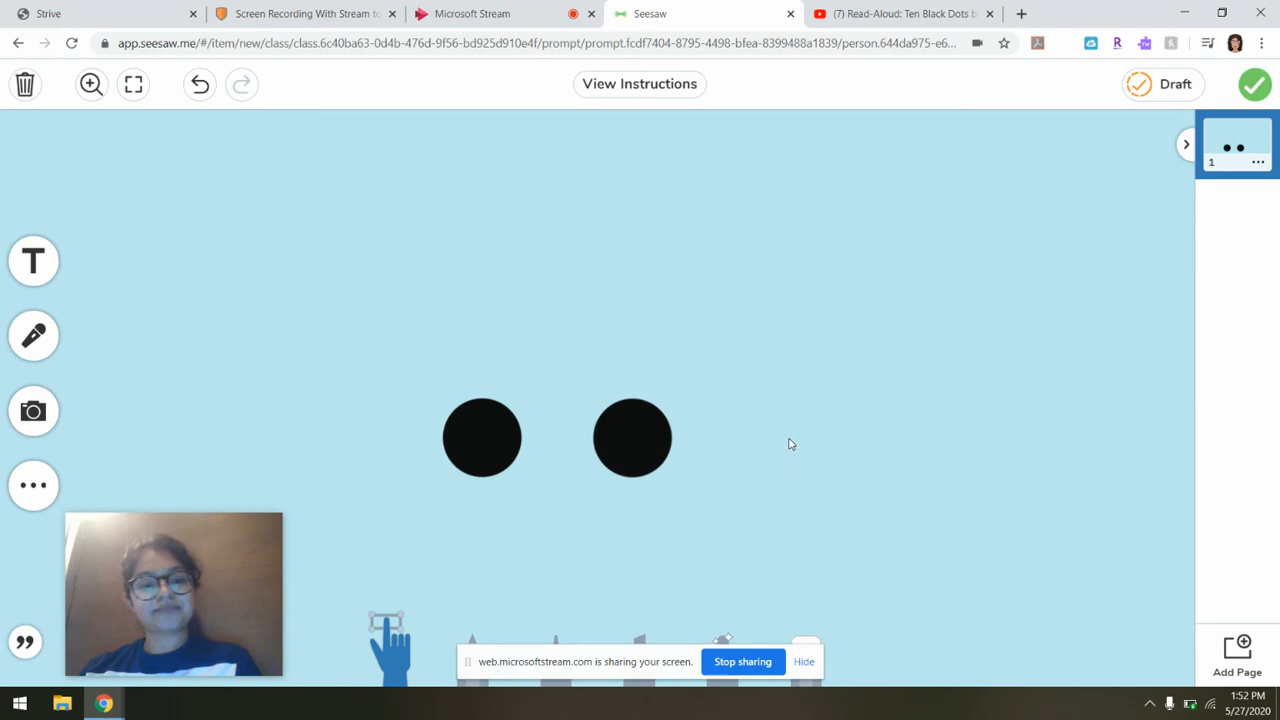 Strive
Screen Recording With Stream to
Microsoft Stream
Seesaw
(7) Read-Aloud: Ten Black Dots b
app.seesaw.me/#/item/new/class/class.6c40ba63-0d4b-476d-9f56-bd925d910e4f/prompt/prompt.fcdf7404-8795-4498-bfea-8399488a1839/person.644da975-e6...
View Instructions
Draft
1
T
web.microsoftstream.com is sharing your screen.
Stop sharing
Hide
Add Page
1:52 PM
5/27/2020